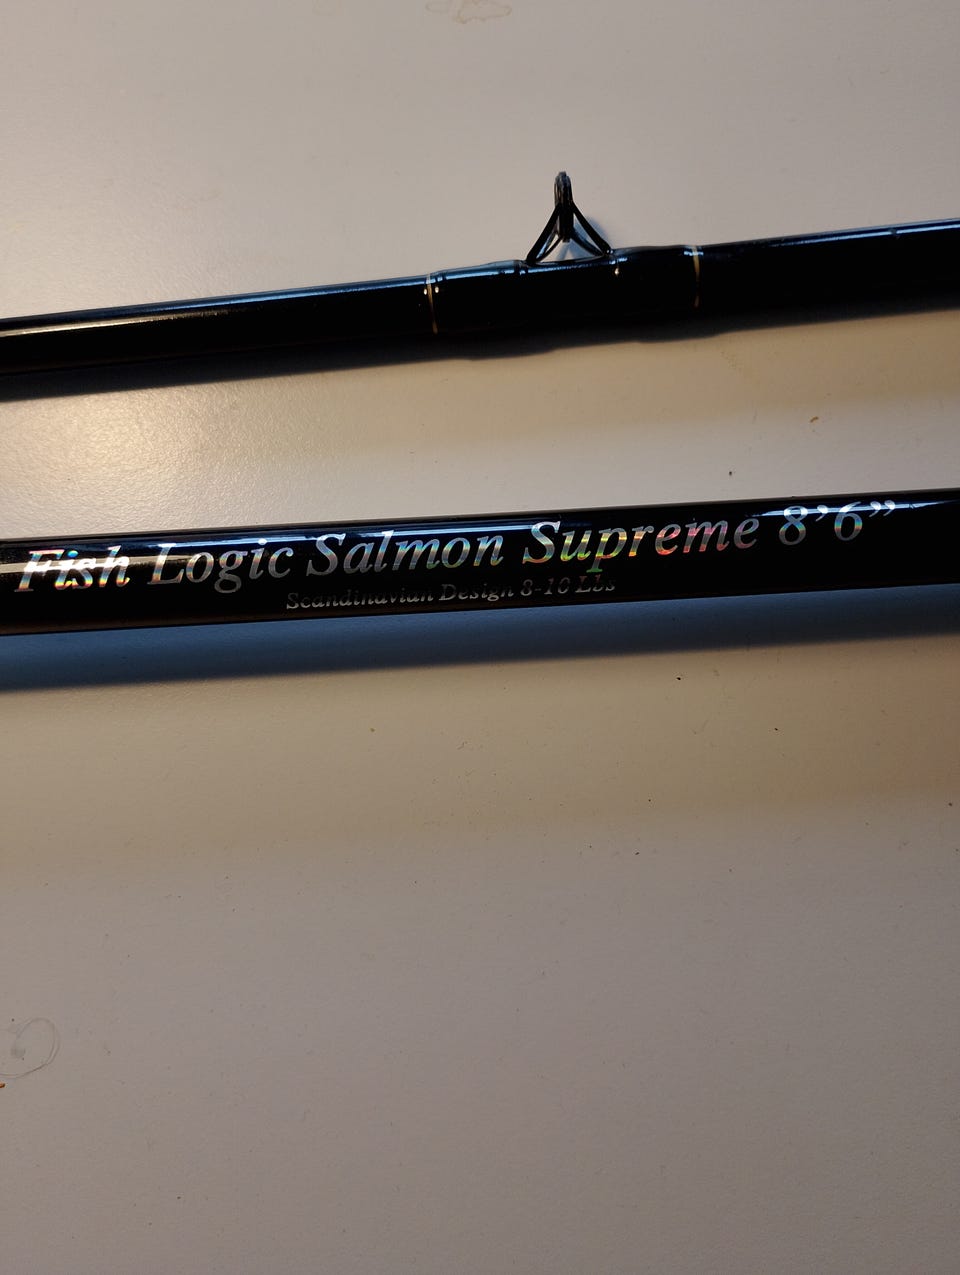 Fish Logic Salmon Supreme 8’6”
Scandinavian Design 8-10 Lbs